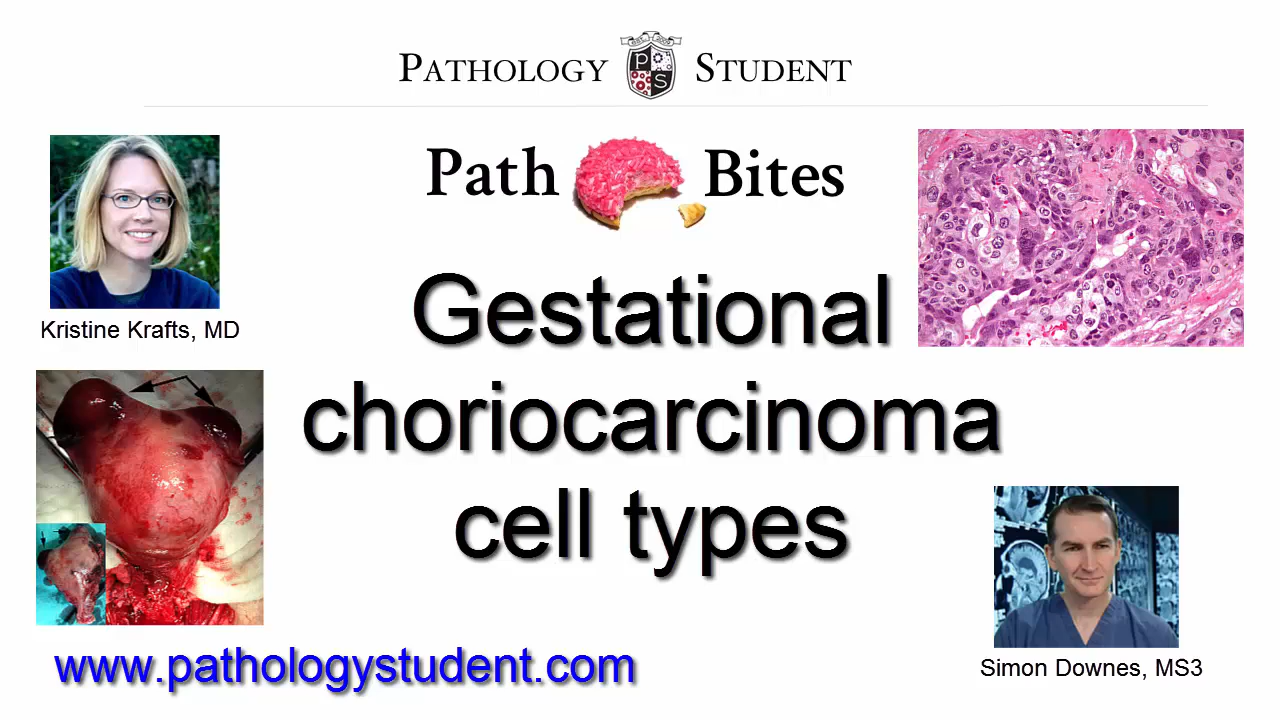 PATHOLOGY STUDENT
P
S
Path Bites
Kristine Krafts, MD
Gestational
choriocarcinoma
cell types
www.pathologystudent.com
Simon Downes, MS3